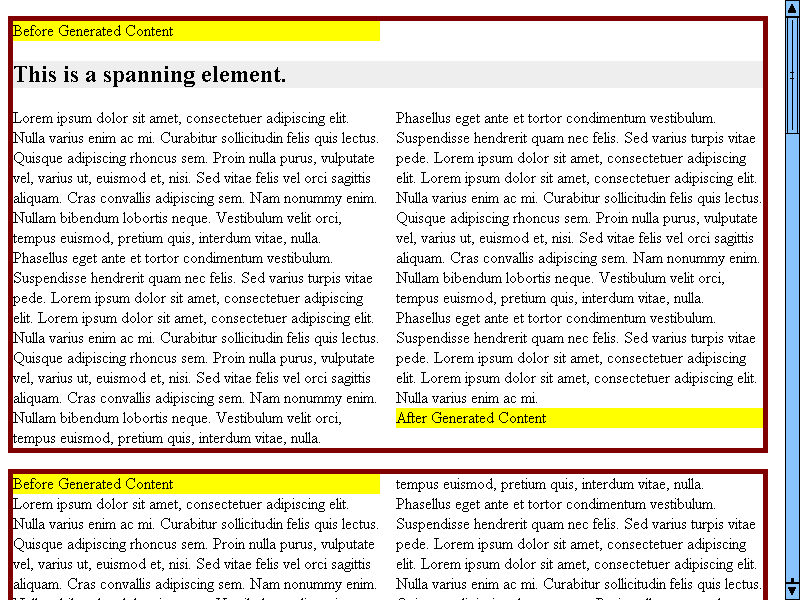 Before Generated Content
This is a spanning element.
Lorem ipsum dolor sit amet, consectetuer adipiscing elit.
Nulla varius enim ac mi. Curabitur sollicitudin felis quis lectus.
Quisque adipiscing rhoncus sem. Proin nulla purus, vulputate
vel, varius ut, euismod et, nisi. Sed vitae felis vel orci sagittis
aliquam. Cras convallis adipiscing sem. Nam nonummy enim.
Nullam bibendum lobortis neque. Vestibulum velit orci,
tempus euismod, pretium quis, interdum vitae, nulla.
Phasellus eget ante et tortor condimentum vestibulum.
Suspendisse hendrerit quam nec felis. Sed varius turpis vitae
pede. Lorem ipsum dolor sit amet, consectetuer adipiscing
elit. Lorem ipsum dolor sit amet, consectetuer adipiscing elit.
Nulla varius enim ac mi. Curabitur sollicitudin felis quis lectus.
Quisque adipiscing rhoncus sem. Proin nulla purus, vulputate
vel, varius ut, euismod et, nisi. Sed vitae felis vel orci sagittis
aliquam. Cras convallis adipiscing sem. Nam nonummy enim.
Nullam bibendum lobortis neque. Vestibulum velit orci,
tempus euismod, pretium quis, interdum vitae, nulla.
Phasellus eget ante et tortor condimentum vestibulum.
Suspendisse hendrerit quam nec felis. Sed varius turpis vitae
pede. Lorem ipsum dolor sit amet, consectetuer adipiscing
elit. Lorem ipsum dolor sit amet, consectetuer adipiscing elit.
Nulla varius enim ac mi. Curabitur sollicitudin felis quis lectus.
Quisque adipiscing rhoncus sem. Proin nulla purus, vulputate
vel, varius ut, euismod et, nisi. Sed vitae felis vel orci sagittis
aliquam. Cras convallis adipiscing sem. Nam nonummy enim.
Nullam bibendum lobortis neque. Vestibulum velit orci,
tempus euismod, pretium quis, interdum vitae, nulla.
Phasellus eget ante et tortor condimentum vestibulum.
Suspendisse hendrerit quam nec felis. Sed varius turpis vitae
pede. Lorem ipsum dolor sit amet, consectetuer adipiscing
elit. Lorem ipsum dolor sit amet, consectetuer adipiscing elit.
Nulla varius enim ac mi.
After Generated Content
Before Generated Content
Lorem ipsum dolor sit amet, consectetuer adipiscing elit.
Nulla varius enim ac mi. Curabitur sollicitudin felis quis lectus.
Quisque adipiscing rhoncus sem. Proin nulla purus, vulputate
vel, varius ut, euismod et, nisi. Sed vitae felis vel orci sagittis
aliquam. Cras convallis adipiscing sem. Nam nonummy enim.
tempus euismod, pretium quis, interdum vitae, nulla.
Phasellus eget ante et tortor condimentum vestibulum.
Suspendisse hendrerit quam nec felis. Sed varius turpis vitae
pede. Lorem ipsum dolor sit amet, consectetuer adipiscing
elit. Lorem ipsum dolor sit amet, consectetuer adipiscing elit.
Nulla varius enim ac mi. Curabitur sollicitudin felis quis lectus.